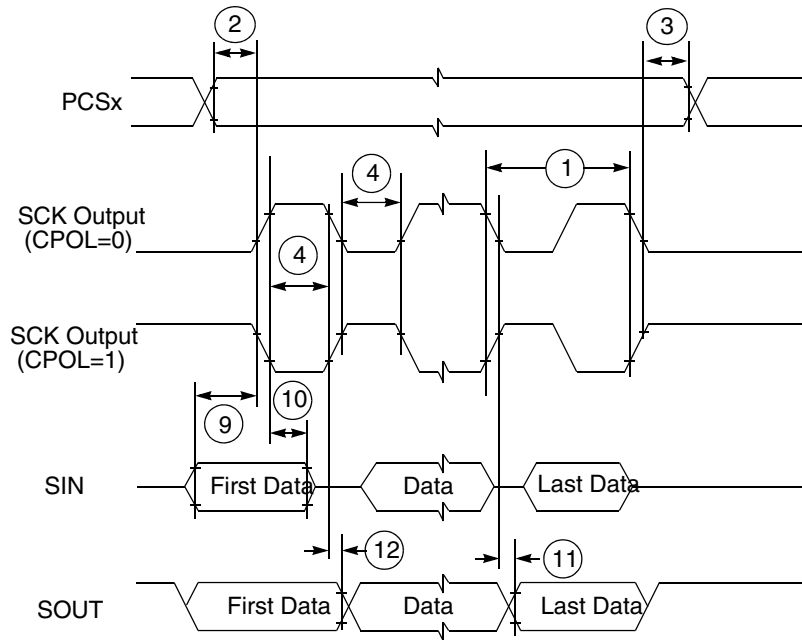 2
3
PCSx
4
1
SCK Output
(CPOL=0)
4
SCK Output
(CPOL=1)
9
10
SIN
First Data
Data
Last Data
12
11
SOUT
First Data
Data
Last Data